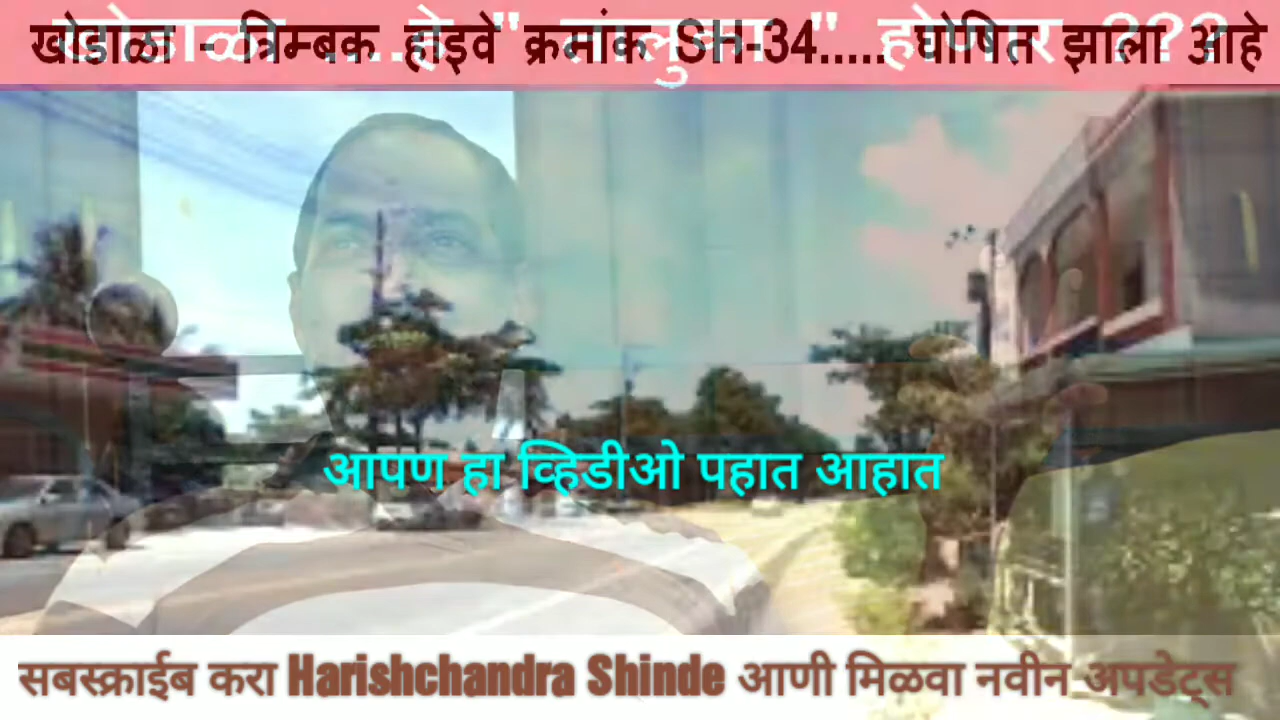 खोडाळा - त्रिम्बक हाइवे क्रमांक SH-34..... घोषित झाला आहे
खोडाळा .....हे " तालुका " होणार ???
आपण हा व्हिडीओ पहात आहात
सबस्क्राईब करा Harishchandra Shinde आणी मिळवा नवीन अपडेट्स